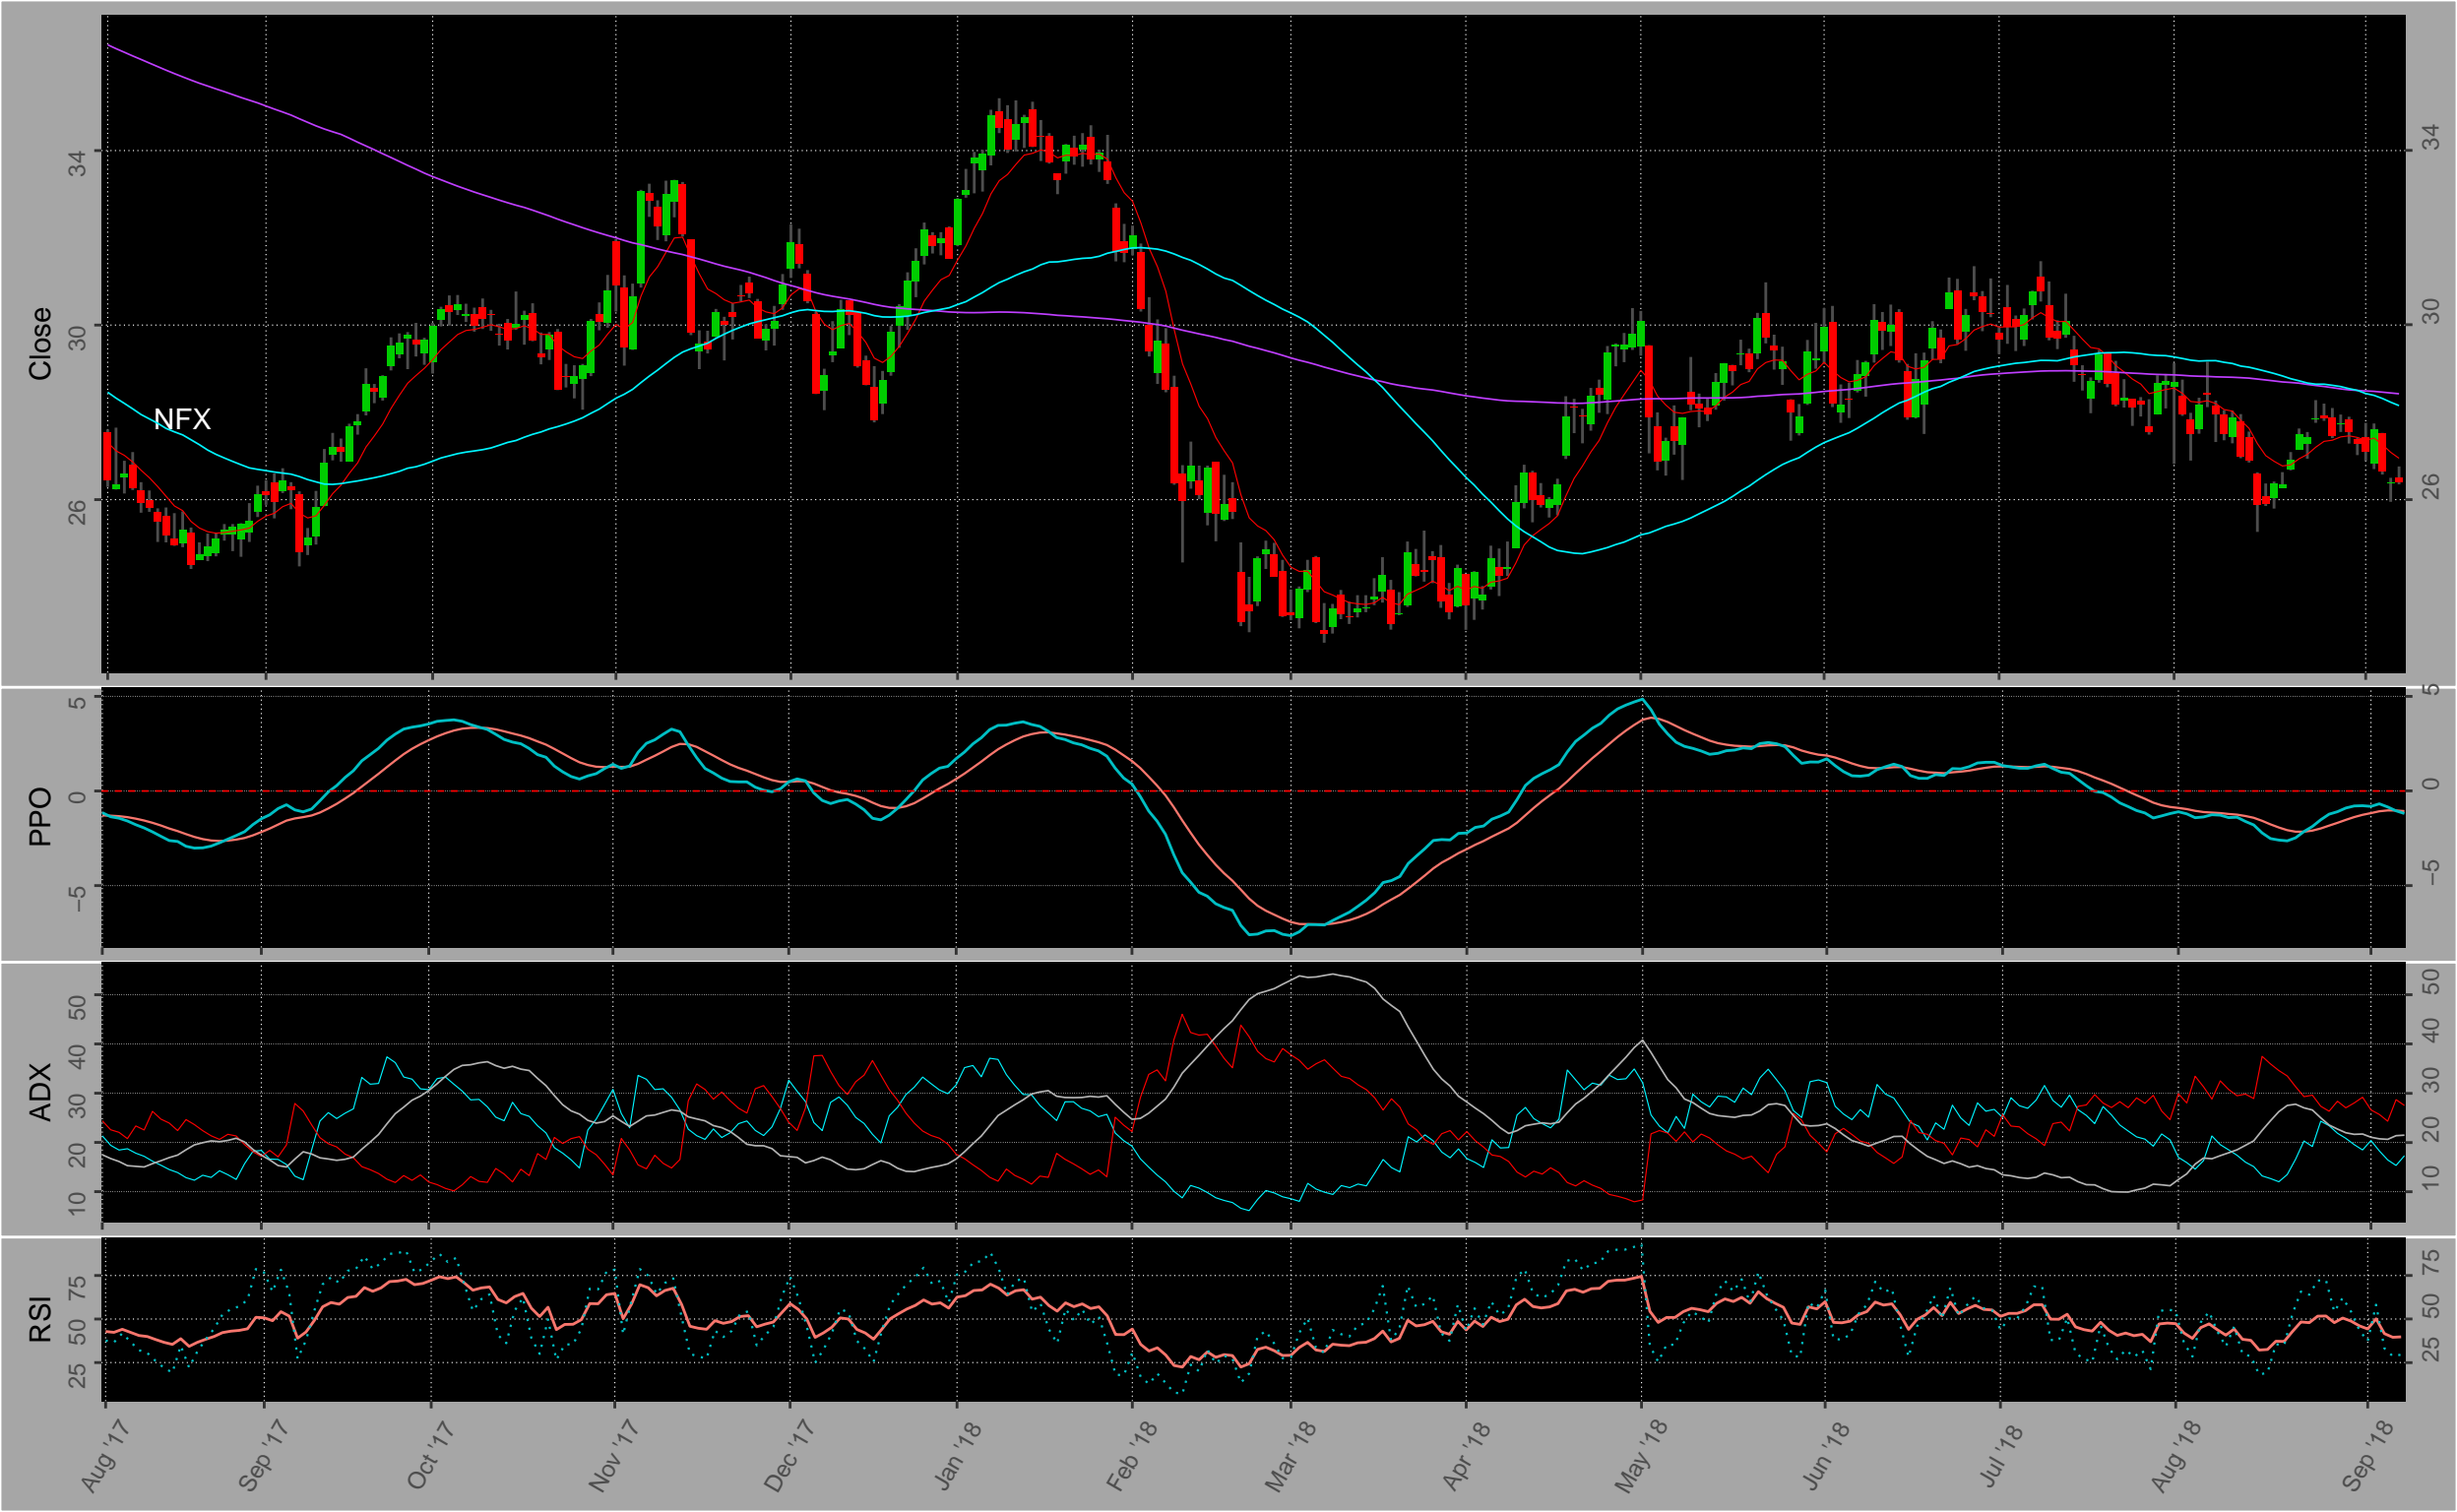 Close
34
30
26
NFX
34
30
26
PPO
5
0
−5
5
0
−5
ADX
50
40
30
20
10
50
40
30
20
10
RSI
75
50
25
75
50
25
Aug '17
Sep '17
Oct '17
Nov '17
Dec '17
Jan '18
Feb '18
Mar '18
Apr '18
May '18
Jun '18
Jul '18
Aug '18
Sep '18